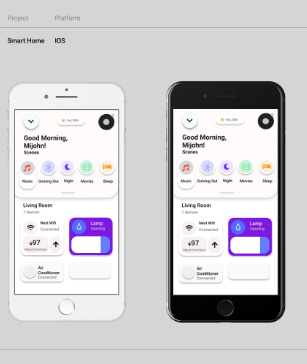 Project Platform
Smart Home IOS
Good Morning,
Mijohn!
Scenes
Music Coming Out Night Movies Sleep
Living Room
7 devices
Nest Wifi
Connected
Lamp
Opening
+97
Air
Conditioner
Connected
Good Morning,
Mijohn!
Scenes
Music Coming Out Night Movies Sleep
Living Room
7 devices
Nest Wifi
Connected
Lamp
Opening
+97
Air
Conditioner
Connected